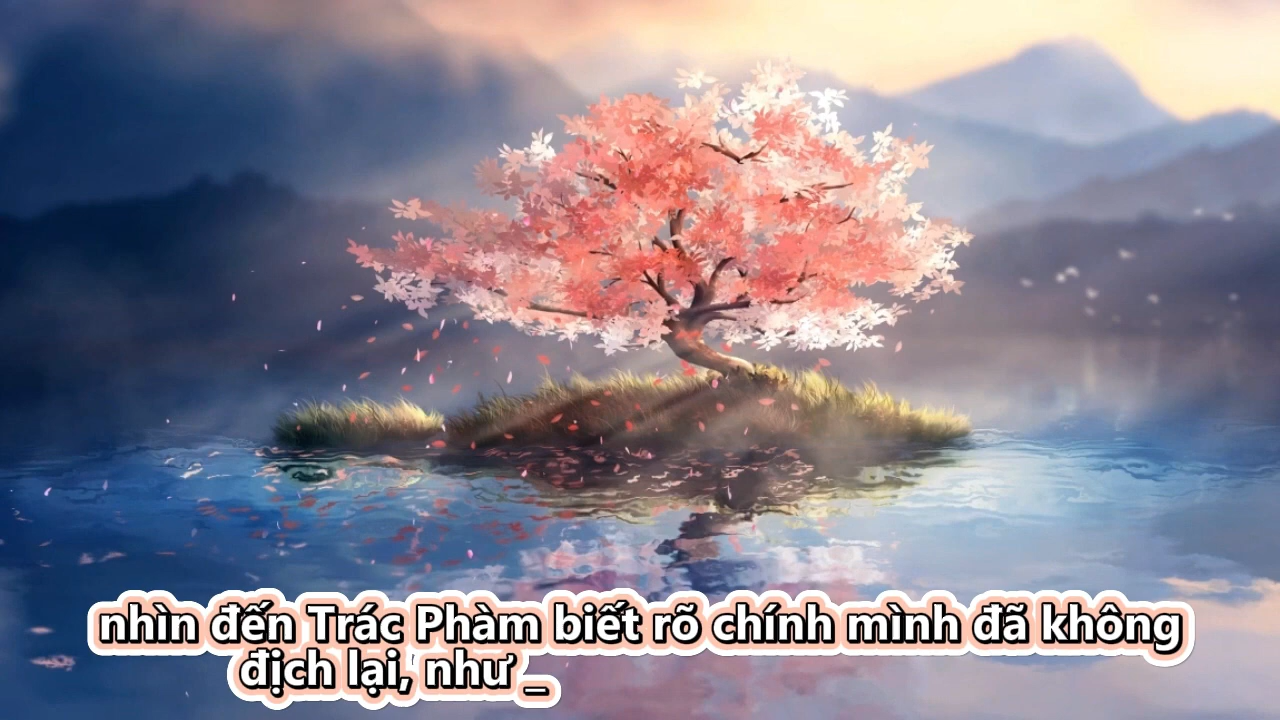 nhìn đến Trác Phàm biết rõ chính mình đã không
địch lại, như _